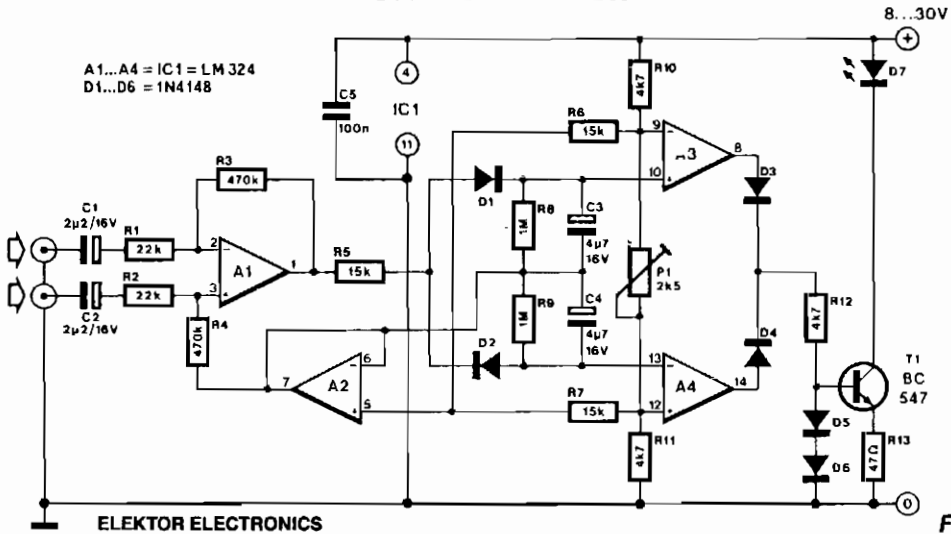 8...30V
+
A1...A4 = IC1 = LM 324
D1...D6 = 1N4148
4
IC1
11
C5
100n
R10
4k7
D7
R6
15k
9
10
8
D3
R3
470k
C1
2µ2/16V
R1
22k
2
A1
1
R5
15k
D1
R8
1M
C3
4µ7
16V
P1
2k5
R2
22k
3
C2
2µ2/16V
R4
470k
R9
1M
C4
4µ7
16V
D4
R12
4k7
D2
6
A2
7
5
R7
15k
13
A4
12
14
T1
BC
547
R11
4k7
D5
D6
R13
47Ω
0
ELEKTOR ELECTRONICS